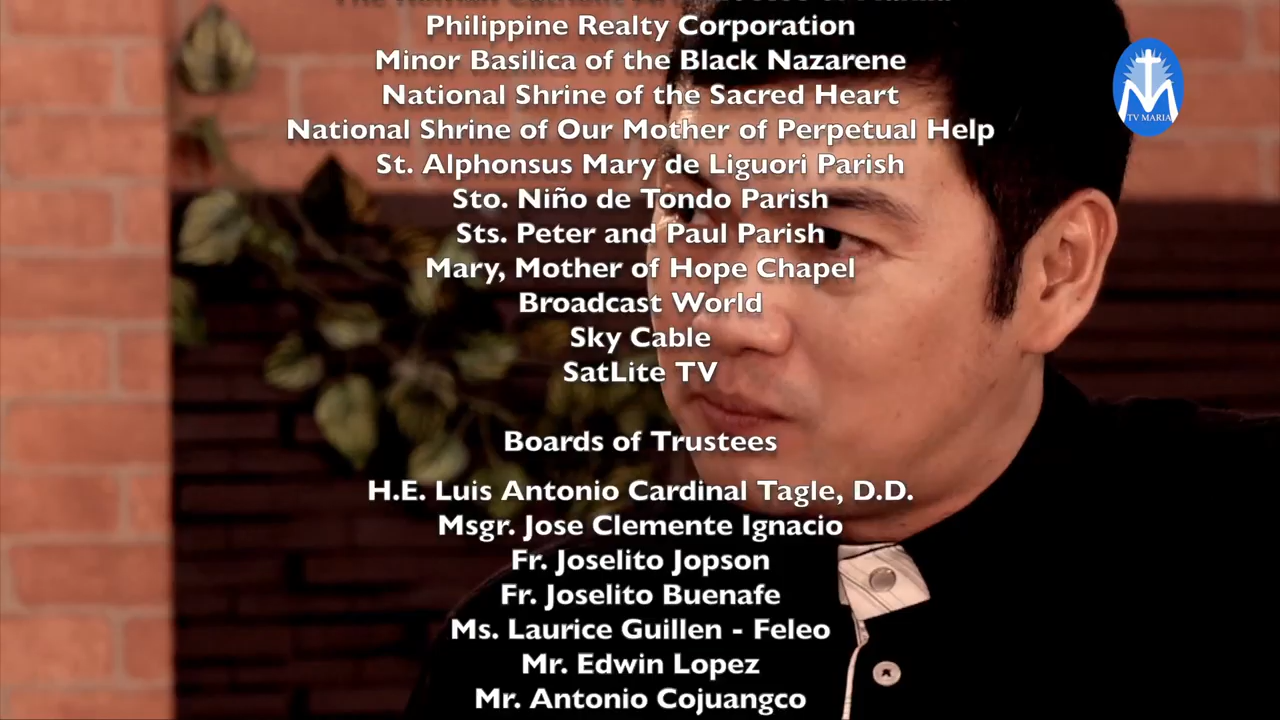 Philippine Realty Corporation
Minor Basilica of the Black Nazarene
National Shrine of the Sacred Heart
National Shrine of Our Mother of Perpetual Help
St. Alphonsus Mary de Liguori Parish
Sto. Niño de Tondo Parish
Sts. Peter and Paul Parish
Mary, Mother of Hope Chapel
Broadcast World
Sky Cable
SatLite TV
Boards of Trustees
H.E. Luis Antonio Cardinal Tagle, D.D.
Msgr. Jose Clemente Ignacio
Fr. Joselito Jopson
Fr. Joselito Buenafe
Ms. Laurice Guillen - Feleo
Mr. Edwin Lopez
Mr. Antonio Cojuangco
TV MARIA